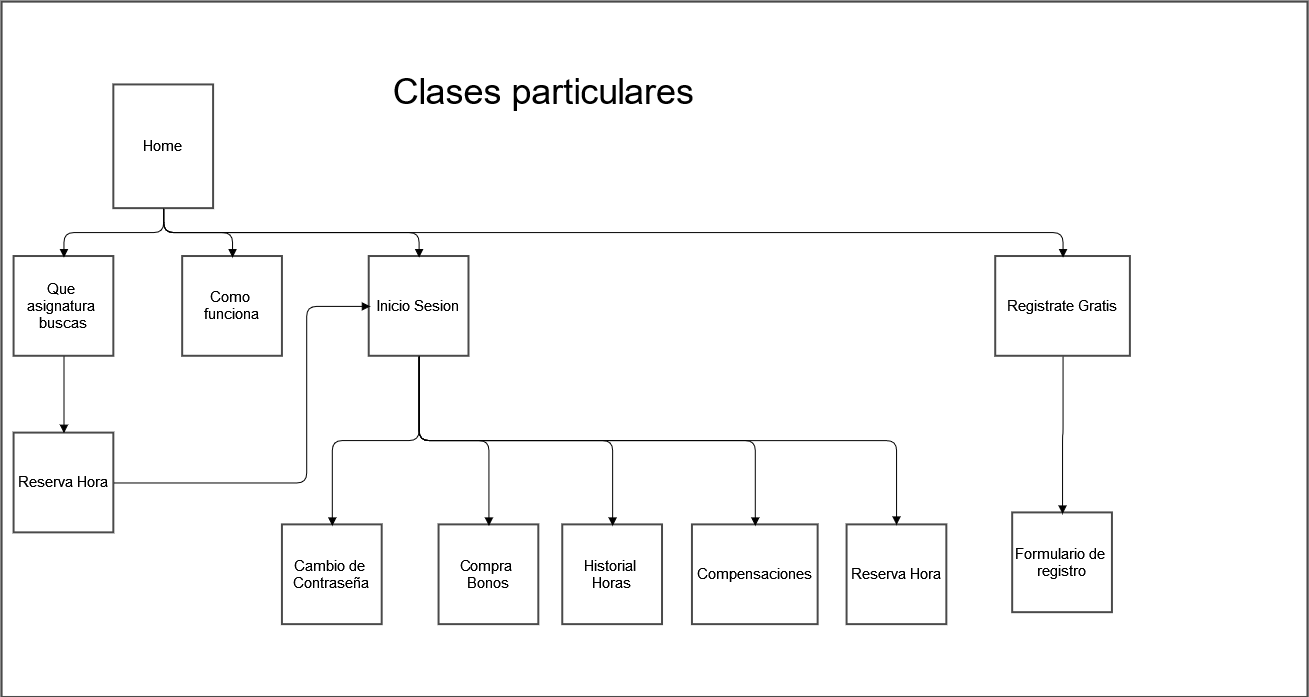 Clases particulares
Home
Que
asignatura
buscas
Como
funciona
Inicio Sesion
Registrate Gratis
Reserva Hora
Cambio de
Contraseña
Compra
Bonos
Historial
Horas
Compensaciones
Reserva Hora
Formulario de
registro